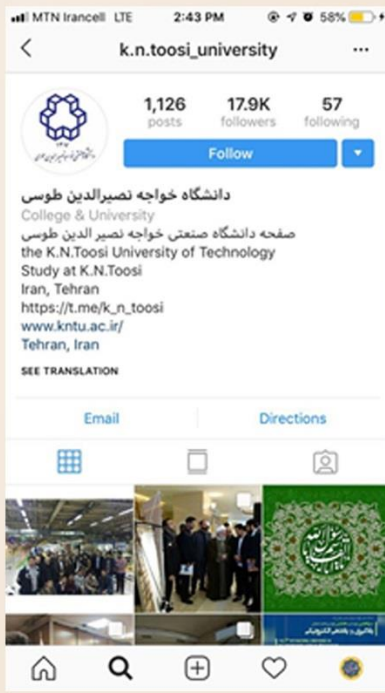 MTN Irancell LTE 2:43 PM 58%
k.n.toosi_university
1,126 17.9K 57
posts followers following
Follow
دانشگاه خواجه نصیرالدین طوسی
College & University
صفحه دانشگاه صنعتی خواجه نصیر الدین طوسی
the K.N.Toosi University of Technology
Study at K.N.Toosi
Iran, Tehran
https://t.me/k_n_toosi
www.kntu.ac.ir/
Tehran, Iran
SEE TRANSLATION
Email Directions